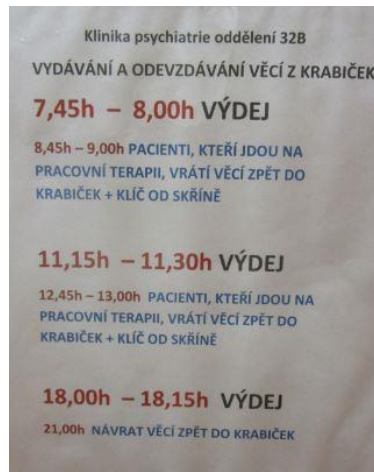 Klinika psychiatrie oddělení 32B
VYDÁVÁNÍ A ODEVZDÁVÁNÍ VĚCÍ Z KRABIČEK
7,45h – 8,00h VÝDEJ
8,45h – 9,00h PACIENTI, KTEŘÍ JDOU NA
PRACOVNÍ TERAPII, VRÁTÍ VĚCÍ ZPĚT DO
KRABIČEK + KLÍČ OD SKŘÍNĚ
11,15h – 11,30h VÝDEJ
12,45h – 13,00h PACIENTI, KTEŘÍ JDOU NA
PRACOVNÍ TERAPII, VRÁTÍ VĚCÍ ZPĚT DO
KRABIČEK + KLÍČ OD SKŘÍNĚ
18,00h – 18,15h VÝDEJ
21,00h NÁVRAT VĚCÍ ZPĚT DO KRABIČEK